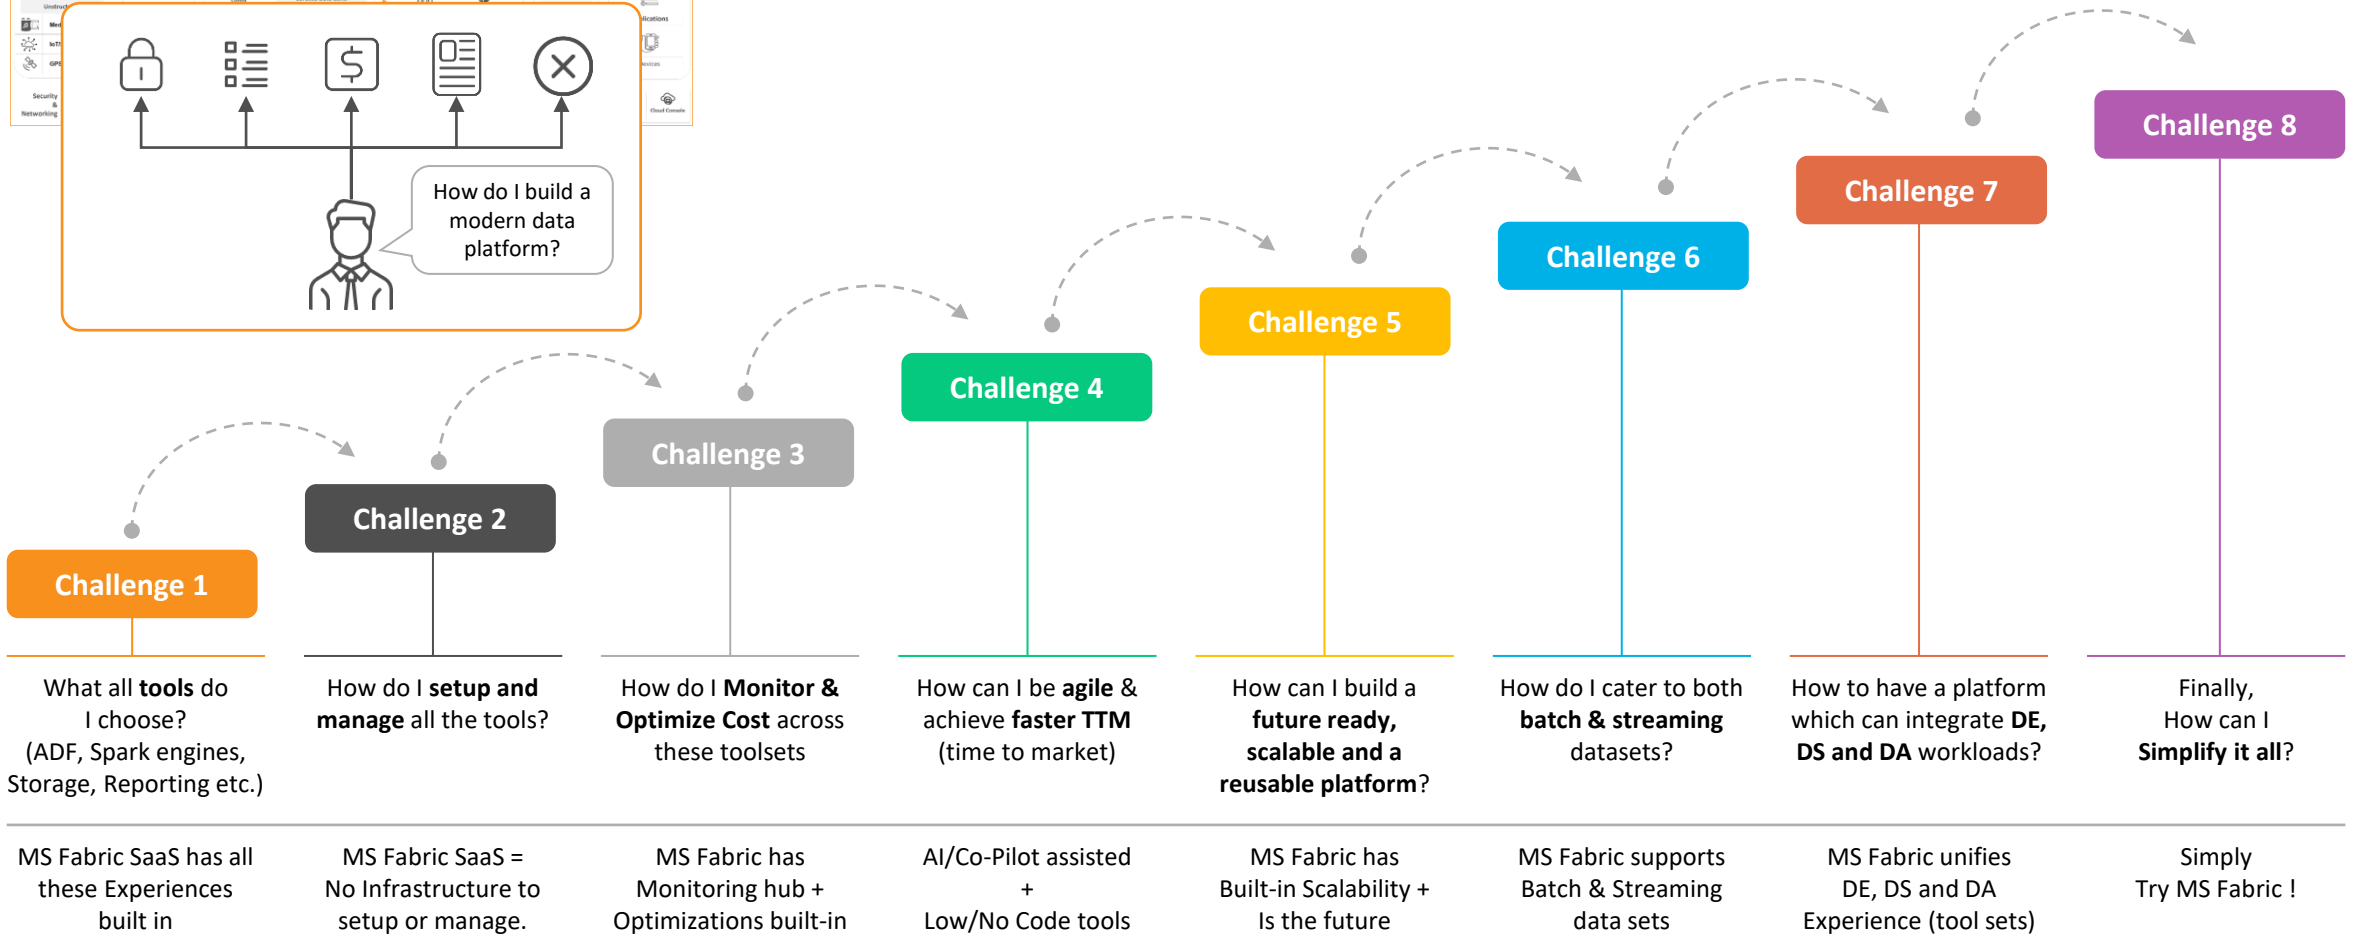 Security
&
Networking
Cloud Console
How do I build a
modern data
platform?
Challenge 1
Challenge 2
Challenge 3
Challenge 4
Challenge 5
Challenge 6
Challenge 7
Challenge 8
What all tools do
I choose?
(ADF, Spark engines,
Storage, Reporting etc.)
How do I setup and
manage all the tools?
How do I Monitor &
Optimize Cost across
these toolsets
How can I be agile &
achieve faster TTM
(time to market)
How can I build a
future ready,
scalable and a
reusable platform?
How do I cater to both
batch & streaming
datasets?
How to have a platform
which can integrate DE,
DS and DA workloads?
Finally,
How can I
Simplify it all?
MS Fabric SaaS has all
these Experiences
built in
MS Fabric SaaS =
No Infrastructure to
setup or manage.
MS Fabric has
Monitoring hub +
Optimizations built-in
AI/Co-Pilot assisted
+
Low/No Code tools
MS Fabric has
Built-in Scalability +
Is the future
MS Fabric supports
Batch & Streaming
data sets
MS Fabric unifies
DE, DS and DA
Experience (tool sets)
Simply
Try MS Fabric !